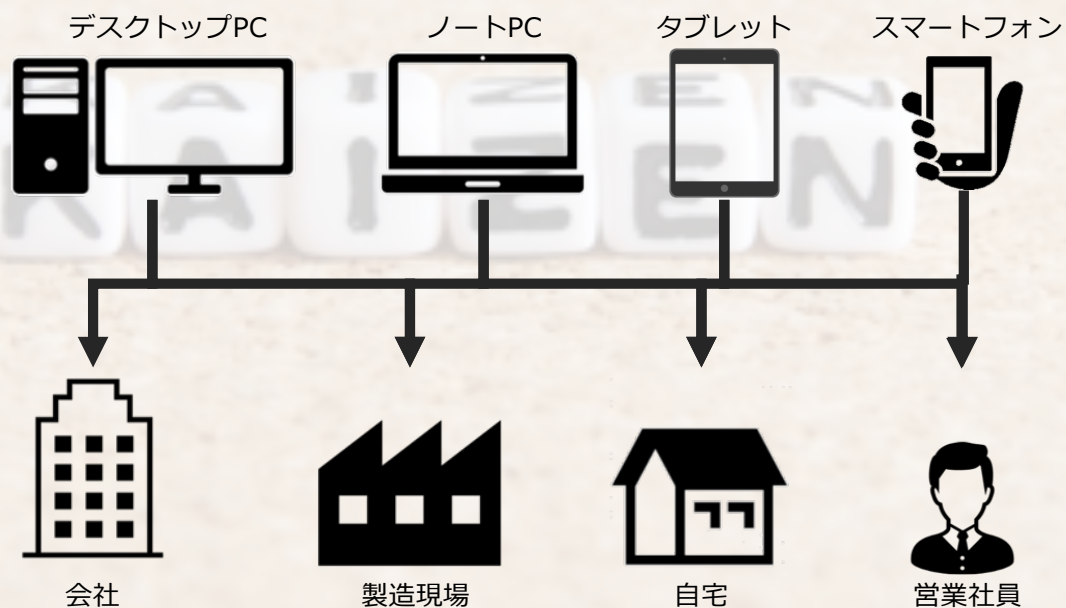 デスクトップPC
ノートPC
タブレット
スマートフォン
KAIZEN
会社
製造現場
自宅
営業社員